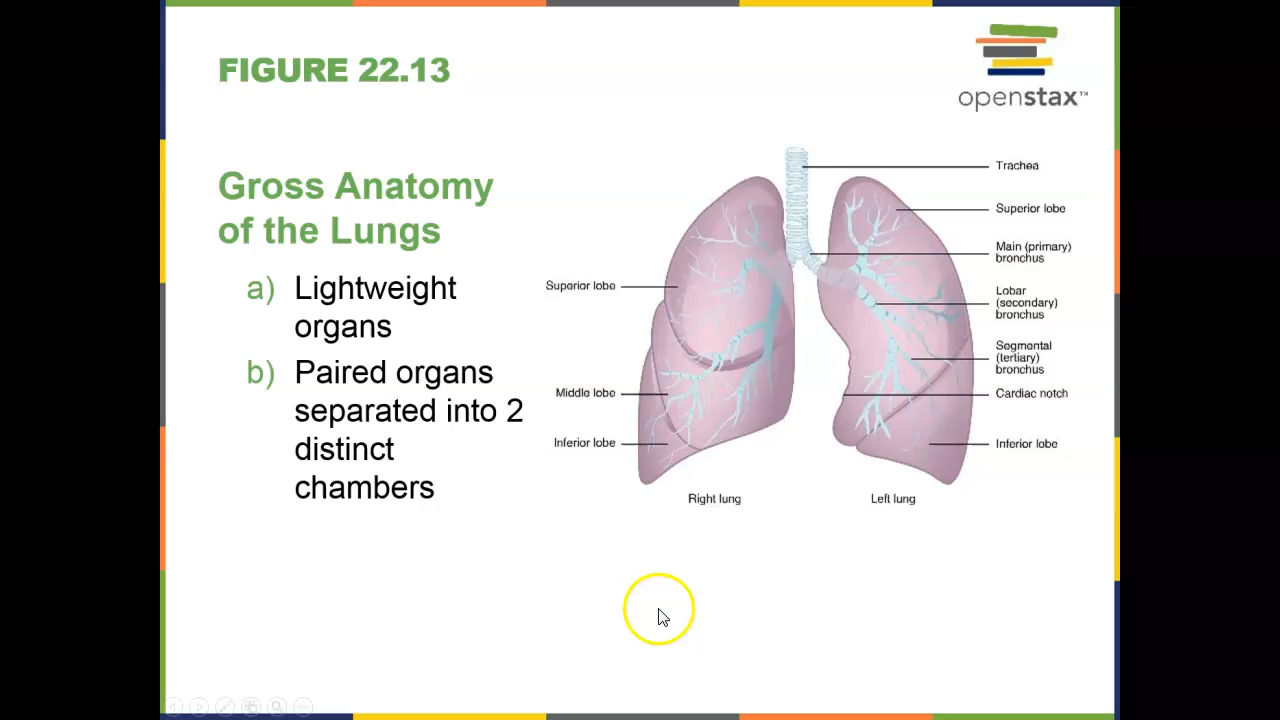 FIGURE 22.13
openstax™
Gross Anatomy
of the Lungs
a) Lightweight
organs
b) Paired organs
separated into 2
distinct
chambers
Superior lobe
Middle lobe
Inferior lobe
Trachea
Superior lobe
Main (primary)
bronchus
Lobar
(secondary)
bronchus
Segmental
(tertiary)
bronchus
Cardiac notch
Inferior lobe
Right lung
Left lung